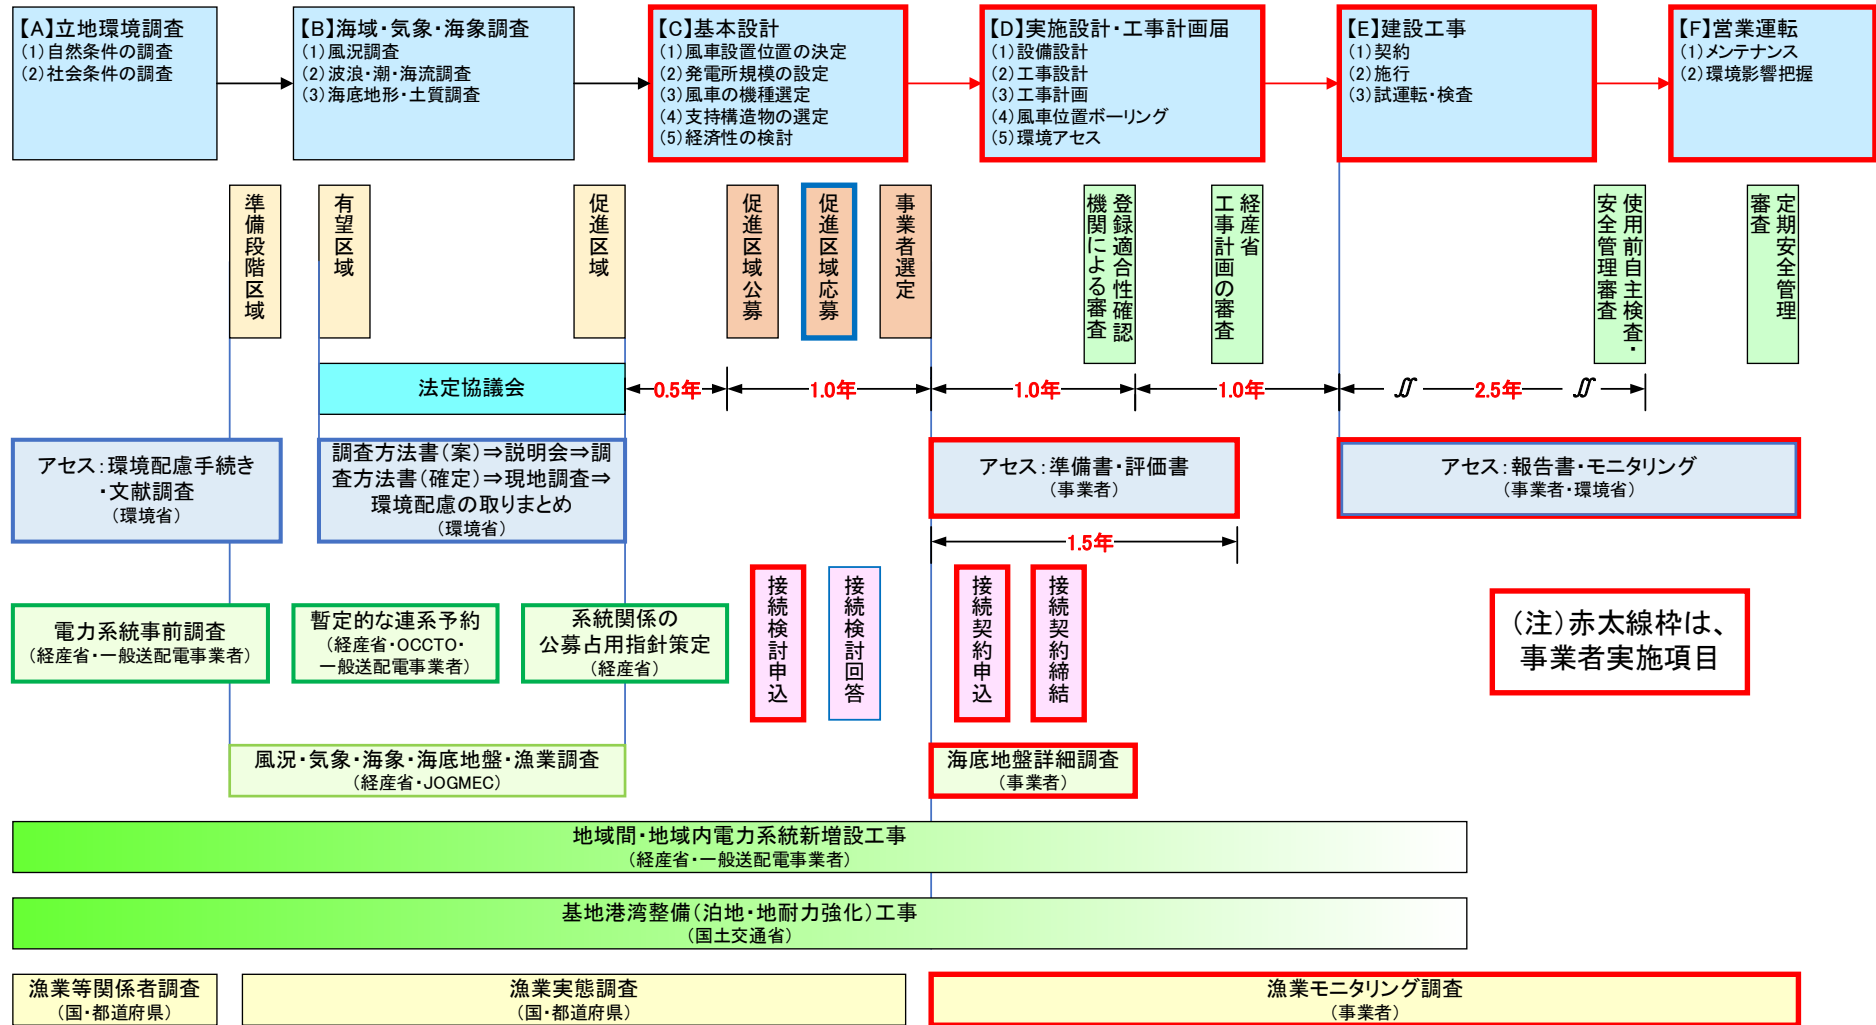 【A】立地環境調査
(1)自然条件の調査
(2)社会条件の調査
【B】海域・気象・海象調査
(1)風況調査
(2)波浪・潮・海流調査
(3)海底地形・土質調査
【C】基本設計
(1)風車設置位置の決定
(2)発電所規模の設定
(3)風車の機種選定
(4)支持構造物の選定
(5)経済性の検討
【D】実施設計・工事計画届
(1)設備設計
(2)工事設計
(3)工事計画
(4)風車位置ボーリング
(5)環境アセス
【E】建設工事
(1)契約
(2)施行
(3)試運転・検査
【F】営業運転
(1)メンテナンス
(2)環境影響把握
準備段階区域
有望区域
促進区域
促進区域公募
促進区域応募
事業者選定
登録適合性確認
機関による審査
経産省
工事計画の審査
使用前自主検査・
安全管理審査
定期安全管理
審査
法定協議会
0.5年
1.0年
1.0年
1.0年
2.5年
アセス:環境配慮手続き
・文献調査
(環境省)
調査方法書(案)⇒説明会⇒調
査方法書(確定)⇒現地調査⇒
環境配慮の取りまとめ
(環境省)
アセス:準備書・評価書
(事業者)
アセス:報告書・モニタリング
(事業者・環境省)
1.5年
電力系統事前調査
(経産省・一般送配電事業者)
暫定的な連系予約
(経産省・OCCTO・
一般送配電事業者)
系統関係の
公募占用指針策定
(経産省)
接続検討申込
接続検討回答
接続契約申込
接続契約締結
(注)赤太線枠は、
事業者実施項目
風況・気象・海象・海底地盤・漁業調査
(経産省・JOGMEC)
海底地盤詳細調査
(事業者)
地域間・地域内電力系統新増設工事
(経産省・一般送配電事業者)
基地港湾整備(泊地・地耐力強化)工事
(国土交通省)
漁業等関係者調査
(国・都道府県)
漁業実態調査
(国・都道府県)
漁業モニタリング調査
(事業者)